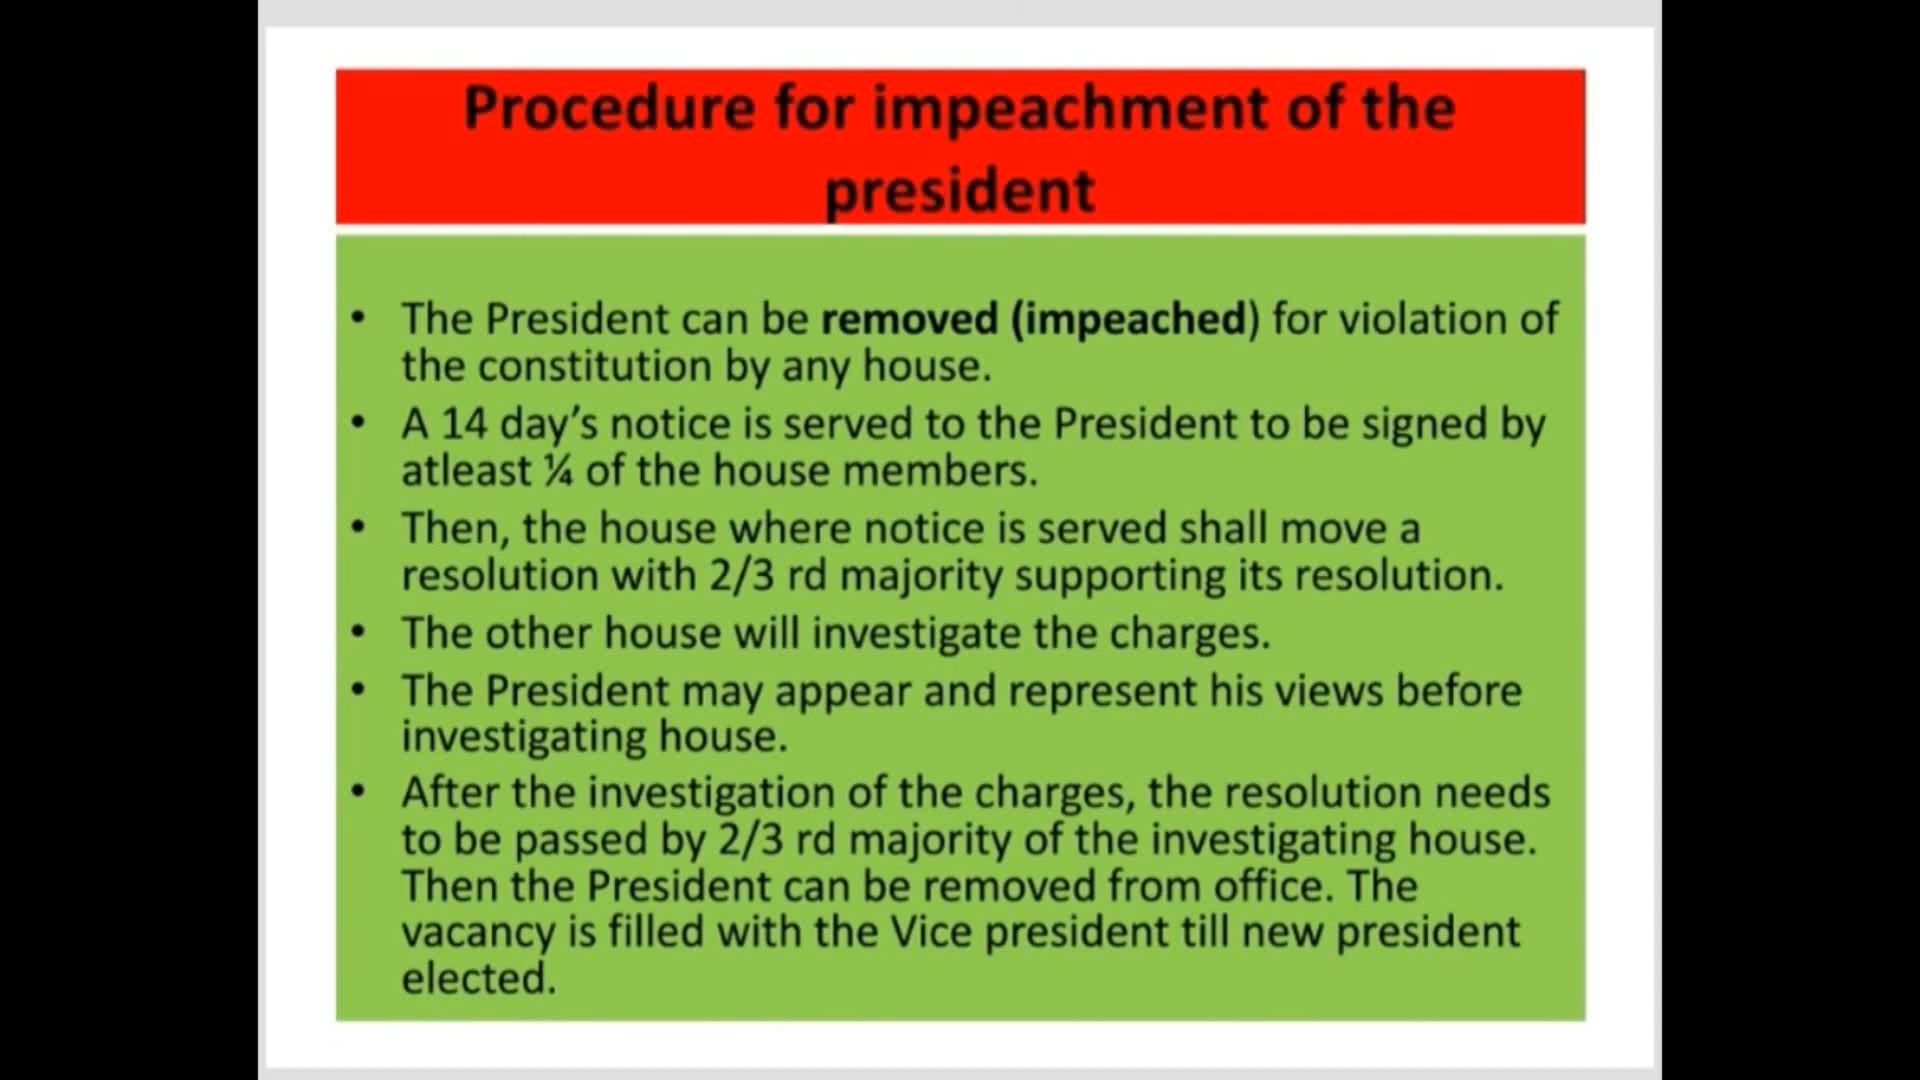 Procedure for impeachment of the
president
• The President can be removed (impeached) for violation of
the constitution by any house.
• A 14 day’s notice is served to the President to be signed by
atleast ¼ of the house members.
• Then, the house where notice is served shall move a
resolution with 2/3 rd majority supporting its resolution.
• The other house will investigate the charges.
• The President may appear and represent his views before
investigating house.
• After the investigation of the charges, the resolution needs
to be passed by 2/3 rd majority of the investigating house.
Then the President can be removed from office. The
vacancy is filled with the Vice president till new president
elected.